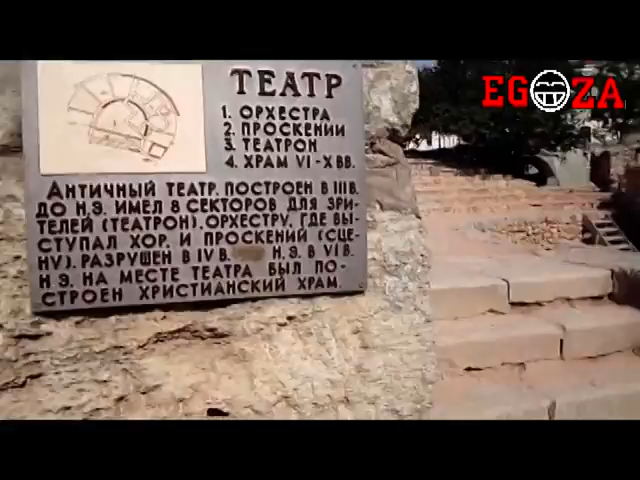 EGOZA
ТЕАТР
1. ОРХЕСТРА
2. ПРОСКЕНИИ
3. ТЕАТРОН
4. ХРАМ VI-X ВВ.
АНТИЧНЫЙ ТЕАТР. ПОСТРОЕН В III В.
ДО Н.Э. ИМЕЛ 8 СЕКТОРОВ ДЛЯ ЗРИ-
ТЕЛЕЙ (ТЕАТРОН), ОРХЕСТРУ, ГДЕ ВЫ-
СТУПАЛ ХОР, И ПРОСКЕНИЙ (СЦЕ-
НУ). РАЗРУШЕН В IV В. Н.Э. В VI В.
Н.Э. НА МЕСТЕ ТЕАТРА БЫЛ ПО-
СТРОЕН ХРИСТИАНСКИЙ ХРАМ.